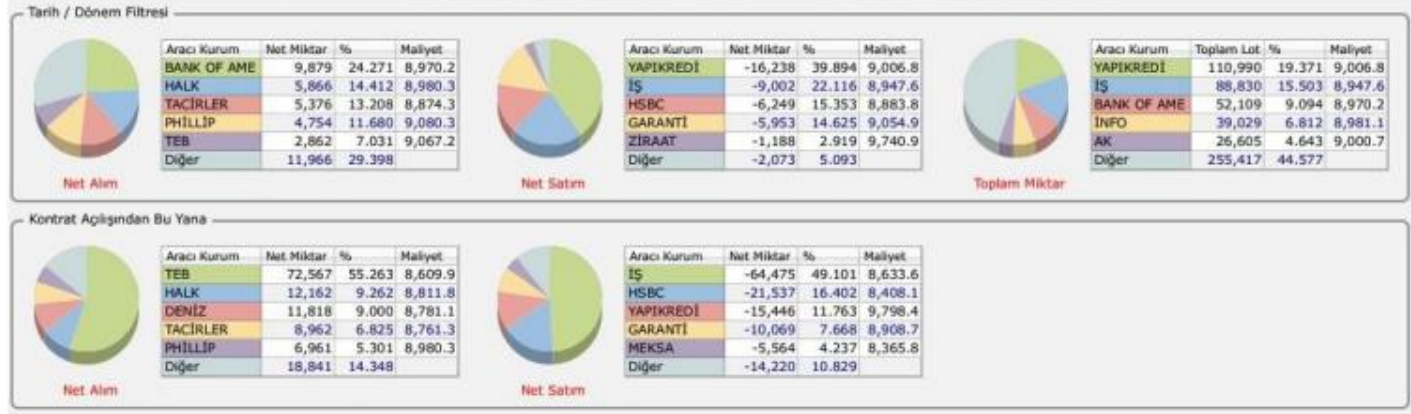 Tarih / Dönem Filtresi
Aracı Kurum Net Miktar % Maliyet
BANK OF AME 9,879 24.271 8,970.2
HALK 5,866 14.412 8,980.3
TACİRLER 5,376 13.208 8,874.3
PHİLLİP 4,754 11.680 9,080.3
TEB 2,862 7.031 9,067.2
Diğer 11,966 29.398
Net Alım
Aracı Kurum Net Miktar % Maliyet
YAPIKREDİ -16,238 39.894 9,006.8
İŞ -9,002 22.116 8,947.6
HSBC -6,249 15.353 8,883.8
GARANTİ -5,953 14.625 9,054.9
ZİRAAT -1,188 2.919 9,740.9
Diğer -2,073 5.093
Net Satım
Aracı Kurum Toplam Lot % Maliyet
YAPIKREDİ 110,990 19.371 9,006.8
İŞ 88,830 15.503 8,947.6
BANK OF AME 52,109 9.094 8,970.2
İNFO 39,029 6.812 8,981.1
AK 26,605 4.643 9,000.7
Diğer 255,417 44.577
Toplam Miktar
Kontrat Açılışından Bu Yana
Aracı Kurum Net Miktar % Maliyet
TEB 72,567 55.263 8,609.9
HALK 12,162 9.262 8,811.8
DENİZ 11,818 9.000 8,781.1
TACİRLER 8,962 6.825 8,761.3
PHİLLİP 6,961 5.301 8,980.3
Diğer 18,841 14.348
Net Alım
Aracı Kurum Net Miktar % Maliyet
İŞ -64,475 49.101 8,633.6
HSBC -21,537 16.402 8,408.1
YAPIKREDİ -15,446 11.763 9,798.4
GARANTİ -10,069 7.668 8,908.7
MEKSA -5,564 4.237 8,365.8
Diğer -14,220 10.829
Net Satım